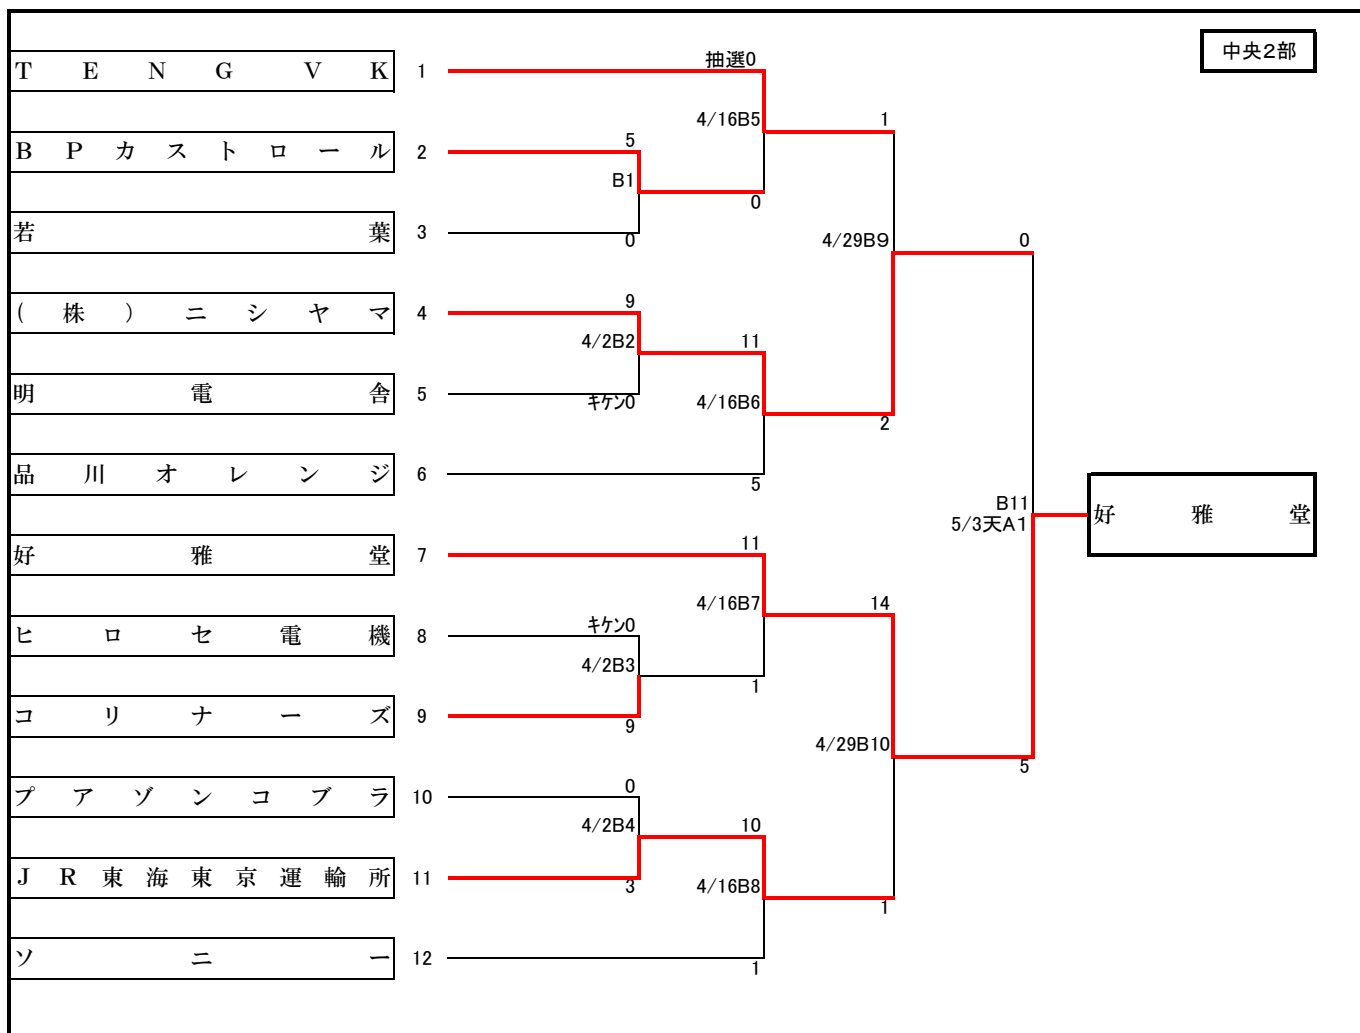 中央2部
抽選0
TENG VK 1
4/16B5
1
5
BPカストロール 2
B1
0
若葉 3
0
4/29B9
0
9
(株)ニシヤマ 4
4/2B2
11
明電舎 5
キケン0
4/16B6
2
品川オレンジ 6
5
B11
5/3天A1
好雅堂
11
好雅堂 7
4/16B7
14
キケン0
ヒロセ電機 8
4/2B3
1
コリナーズ 9
9
4/29B10
5
0
プアゾンコブラ 10
4/2B4
10
JR東海東京運輸所 11
3
4/16B8
1
ソニー 12
1